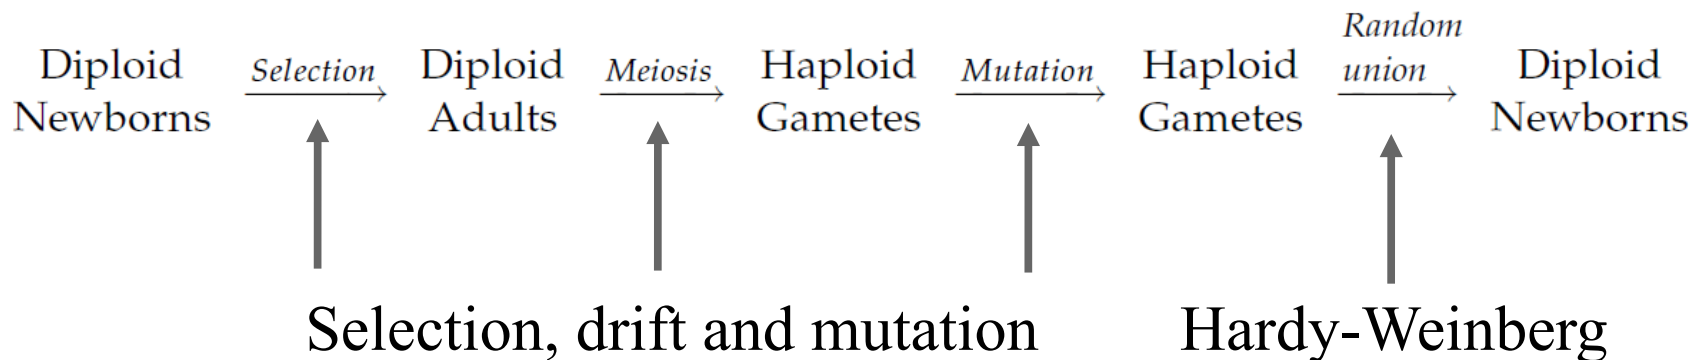 Random
Diploid Selection Diploid Meiosis Haploid Mutation Haploid union Diploid
Newborns Adults Gametes Gametes Newborns
Selection, drift and mutation Hardy-Weinberg